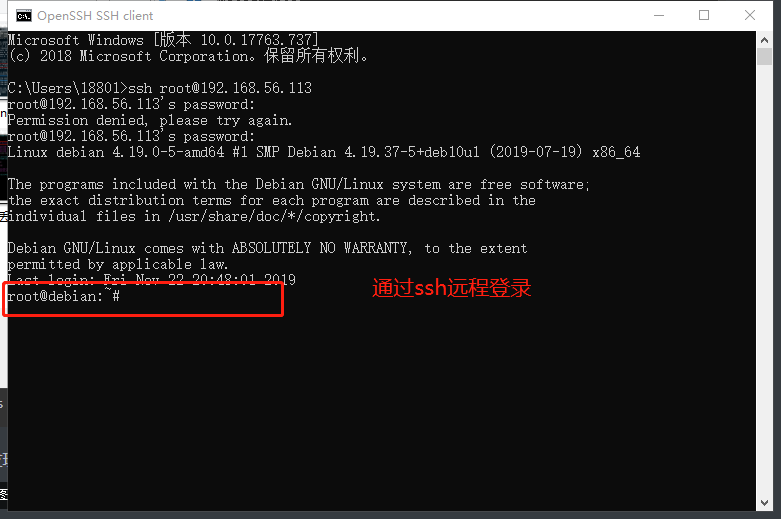 OpenSSH SSH client
Microsoft Windows [版本 10.0.17763.737]
(c) 2018 Microsoft Corporation。保留所有权利。
C:\Users\18801>ssh root@192.168.56.113
root@192.168.56.113's password:
Permission denied, please try again.
root@192.168.56.113's password:
Linux debian 4.19.0-5-amd64 #1 SMP Debian 4.19.37-5+deb10u1 (2019-07-19) x86_64
The programs included with the Debian GNU/Linux system are free software;
the exact distribution terms for each program are described in the
individual files in /usr/share/doc/*/copyright.
Debian GNU/Linux comes with ABSOLUTELY NO WARRANTY, to the extent
permitted by applicable law.
Last login: Fri Nov 22 20:48:01 2019
root@debian:~#
通过ssh远程登录